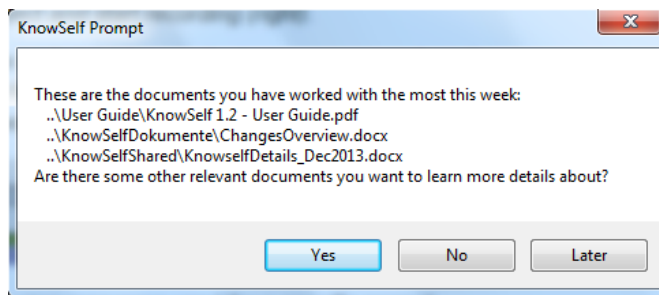 KnowSelf Prompt
These are the documents you have worked with the most this week:
..\User Guide\KnowSelf 1.2 - User Guide.pdf
..\KnowSelfDokumente\ChangesOverview.docx
..\KnowSelfShared\KnowselfDetails_Dec2013.docx
Are there some other relevant documents you want to learn more details about?
Yes
No
Later